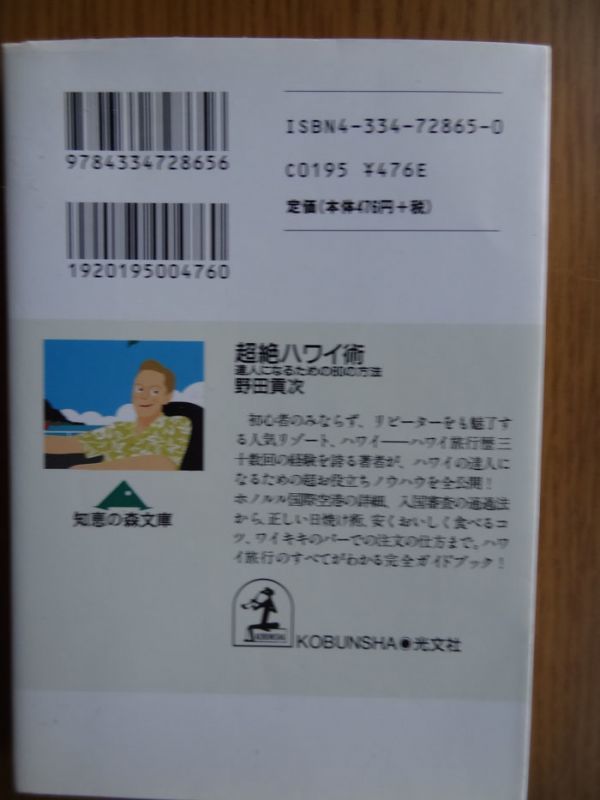 9784334728656
ISBN4-334-72865-0
C0195 ¥476E
定価(本体476円+税)
1920195004760
超絶ハワイ術
達人になるための80の方法
野田貢次
初心者のみならず、リピーターをも魅了す
る人気リゾート、ハワイ──ハワイ旅行歴三
十数回の経験を誇る著者が、ハワイの達人に
なるための超お役立ちノウハウを全公開!
ホノルル国際空港の詳細、入国審査の通過法
から、正しい日焼け術、安くおいしく食べるコ
ツ、ワイキキのバーでの注文の仕方まで。ハワ
イ旅行のすべてがわかる完全ガイドブック!
知恵の森文庫
KOBUNSHA 光文社